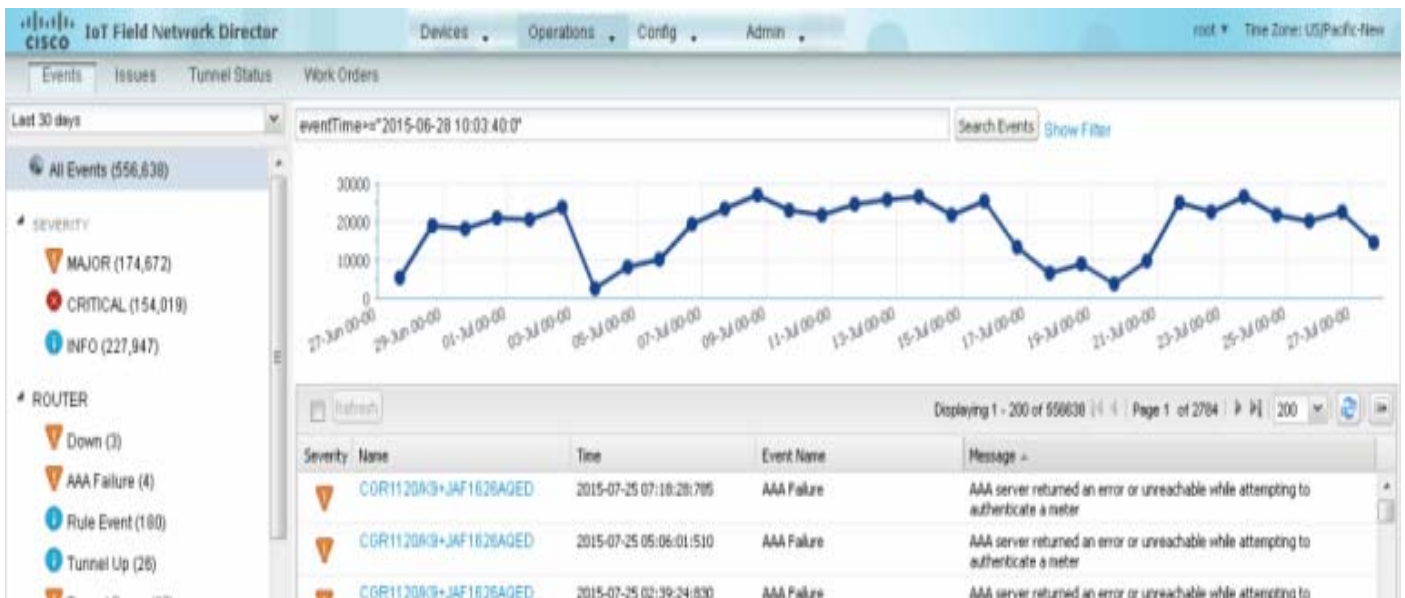 CISCO IoT Field Network Director Devices Operations Config Admin root Time Zone: US/Pacific-New
Events Issues Tunnel Status Work Orders
Last 30 days
eventTime>="2015-06-28 10:03:40:0" Search Events Show Filter
All Events (556,638)
SEVERITY
MAJOR (174,672)
CRITICAL (154,019)
INFO (227,947)
ROUTER
Down (3)
AAA Failure (4)
Rule Event (180)
Tunnel Up (26)
30000
20000
10000
0
27-Jun 00-00 29-Jun 00-00 01-Jul 00-00 03-Jul 00-00 05-Jul 00-00 07-Jul 00-00 09-Jul 00-00 11-Jul 00-00 13-Jul 00-00 15-Jul 00-00 17-Jul 00-00 19-Jul 00-00 21-Jul 00-00 23-Jul 00-00 25-Jul 00-00 27-Jul 00-00
Refresh Displaying 1 - 200 of 556638 Page 1 of 2784 200
Severity Name Time Event Name Message
CGR1120/K9+JAF1626AQED 2015-07-25 07:18:28:785 AAA Failure AAA server returned an error or unreachable while attempting to
authenticate a meter
CGR1120/K9+JAF1626AQED 2015-07-25 05:06:01:510 AAA Failure AAA server returned an error or unreachable while attempting to
authenticate a meter
CGR1120/K9+JAF1626AQED 2015-07-25 02:39:24:830 AAA Failure AAA server returned an error or unreachable while attempting to